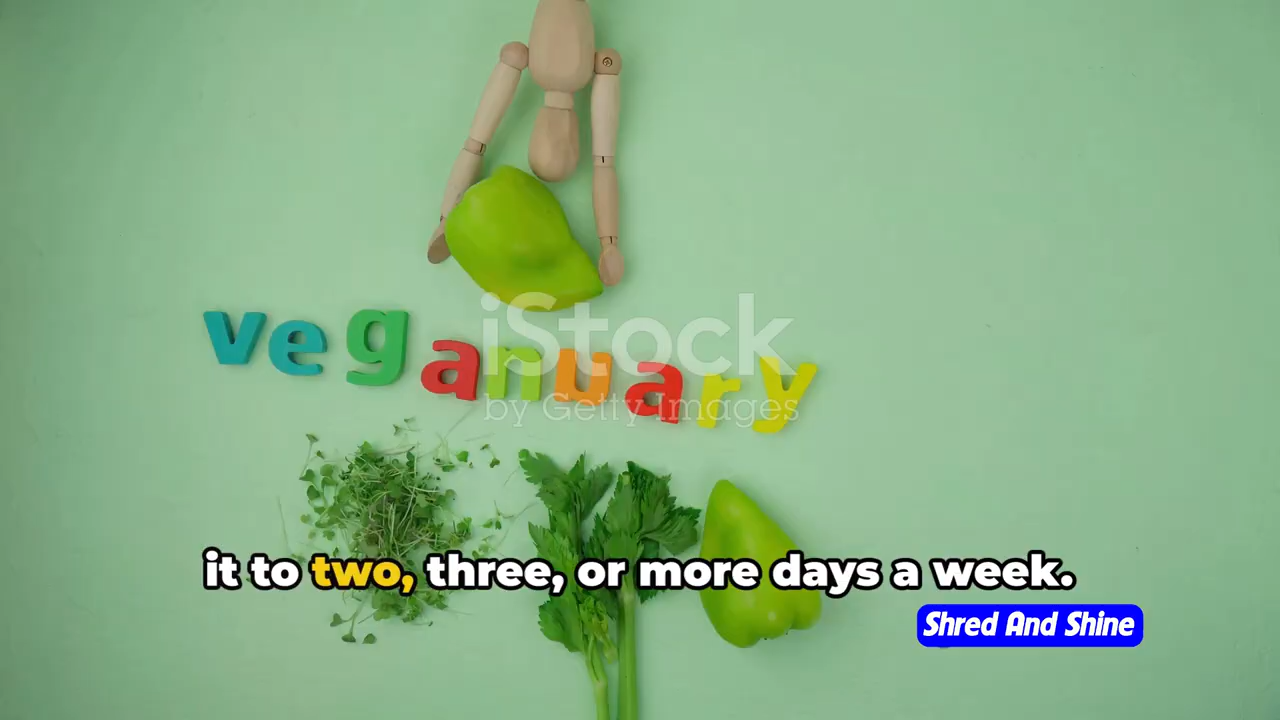 veganuary
iStock
by Getty Images
it to two, three, or more days a week.
Shred And Shine